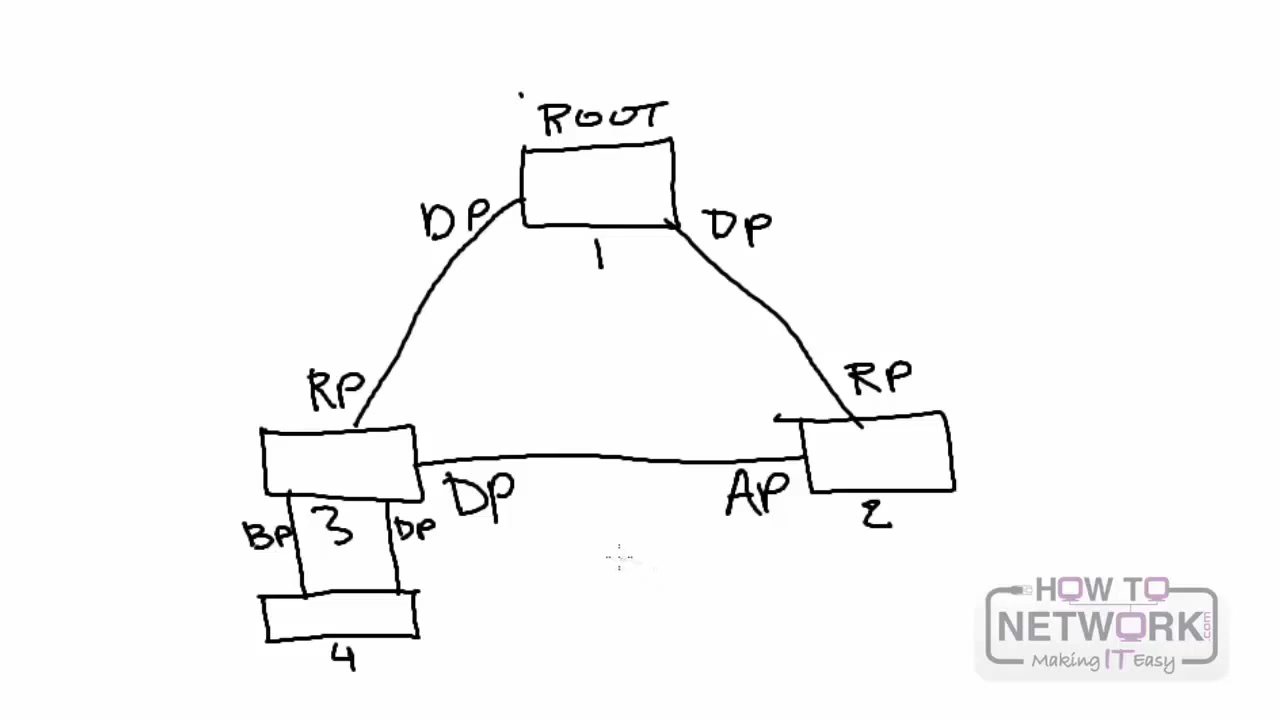 ROOT
DP
DP
1
RP
RP
DP
AP
BP
3
DP
2
4
HOW TO
NETWORK.com
Making IT Easy